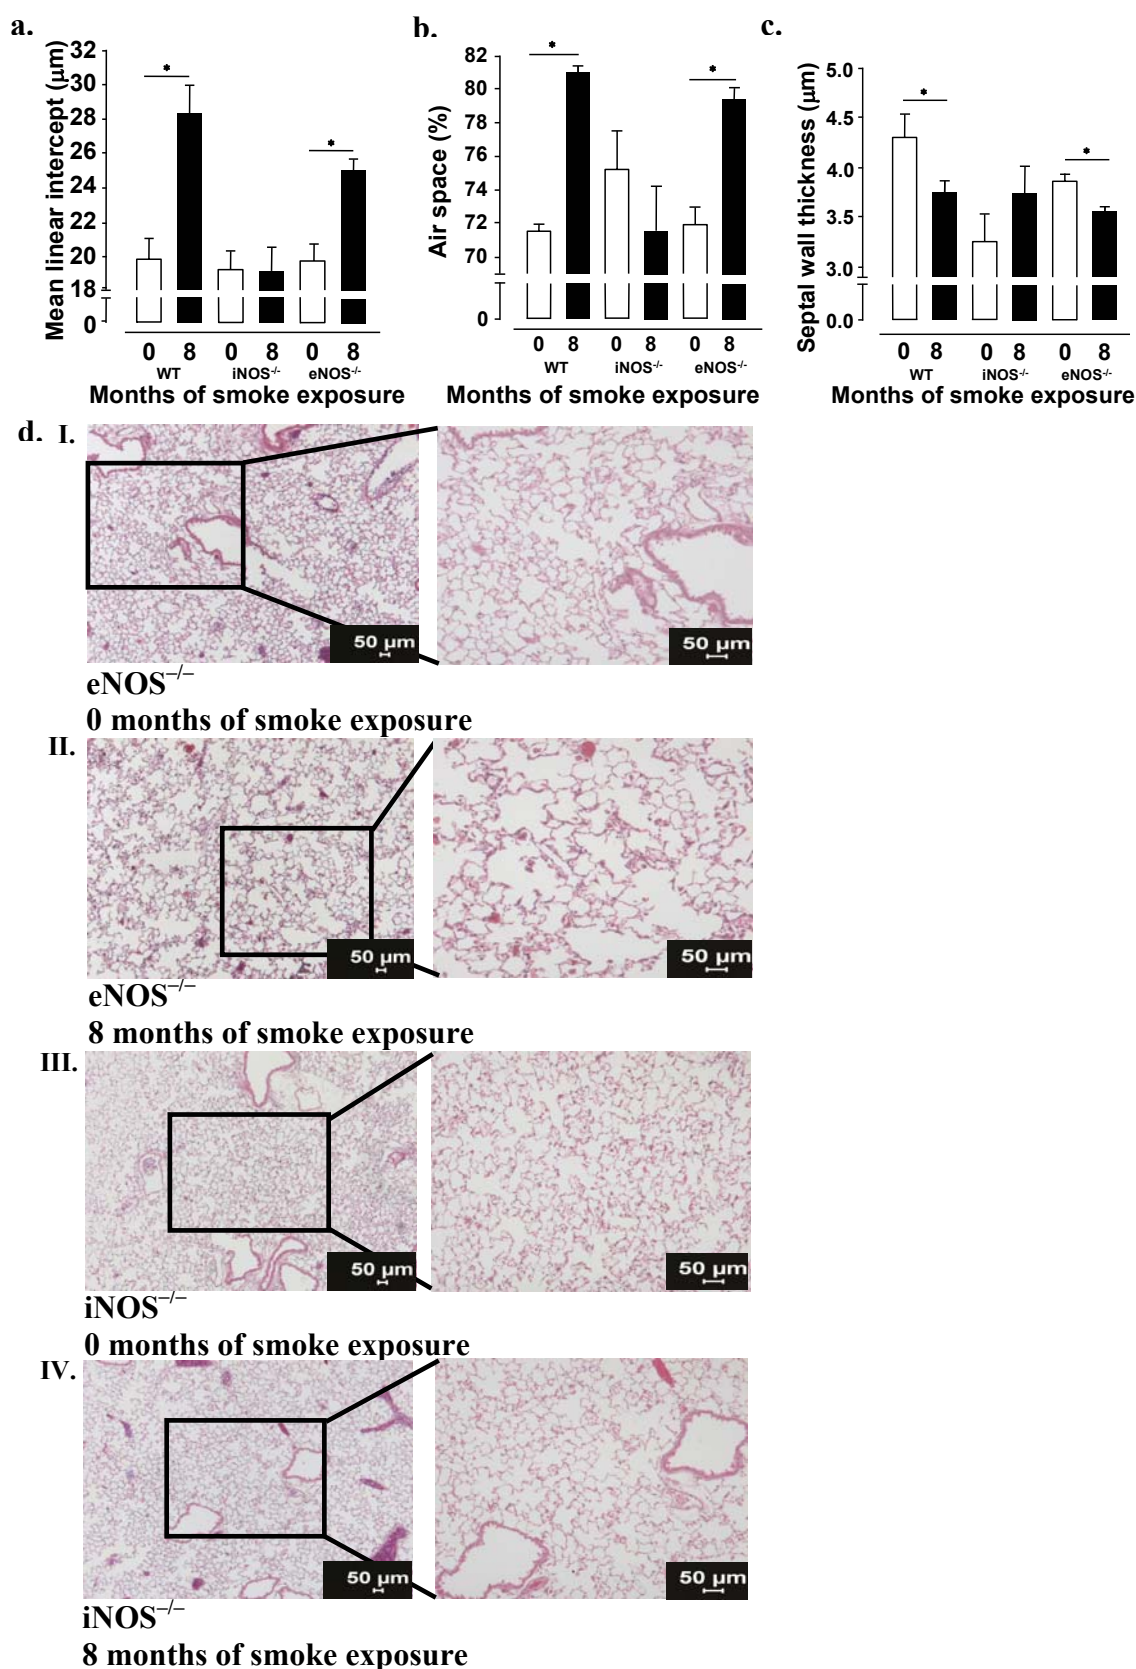 a.
Mean linear intercept (μm)
32
30
28
26
24
22
20
18
0
*
*
0 8 0 8 0 8
WT iNOS-/- eNOS-/-
Months of smoke exposure
b.
Air space (%)
82
80
78
76
74
72
70
0
*
*
0 8 0 8 0 8
WT iNOS-/- eNOS-/-
Months of smoke exposure
c.
Septal wall thickness (μm)
5.0
4.5
4.0
3.5
3.0
0.0
*
*
0 8 0 8 0 8
WT iNOS-/- eNOS-/-
Months of smoke exposure
d. I.
50 μm
50 μm
eNOS–/–
0 months of smoke exposure
II.
50 μm
50 μm
eNOS–/–
8 months of smoke exposure
III.
50 μm
50 μm
iNOS–/–
0 months of smoke exposure
IV.
50 μm
50 μm
iNOS–/–
8 months of smoke exposure